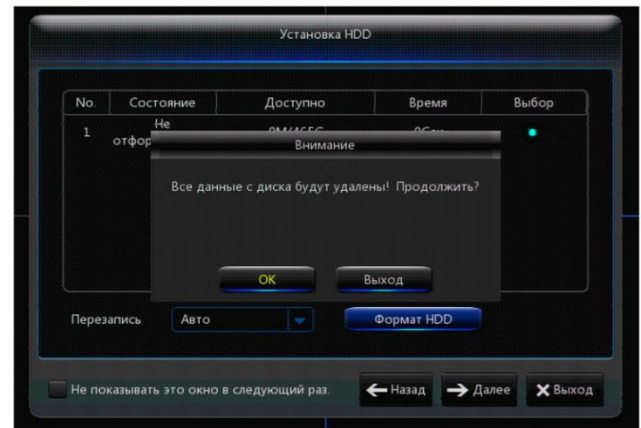 Установка HDD
No. Состояние Доступно Время Выбор
Не
1
Внимание
Все данные с диска будут удалены! Продолжить?
OK Выход
Перезапись Авто Формат HDD
Не показывать это окно в следующий раз. Назад Далее Выход